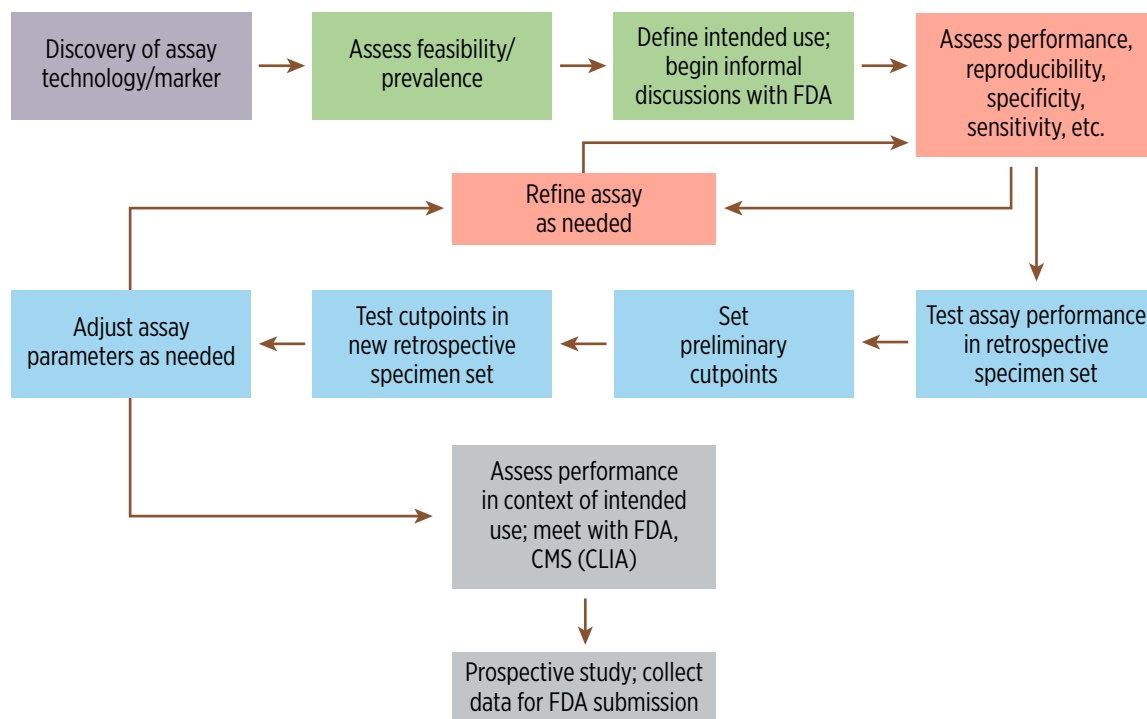 Discovery of assay
technology/marker
Assess feasibility/
prevalence
Define intended use;
begin informal
discussions with FDA
Assess performance,
reproducibility,
specificity,
sensitivity, etc.
Refine assay
as needed
Adjust assay
parameters as needed
Test cutpoints in
new retrospective
specimen set
Set
preliminary
cutpoints
Test assay performance
in retrospective
specimen set
Assess performance
in context of intended
use; meet with FDA,
CMS (CLIA)
Prospective study; collect
data for FDA submission